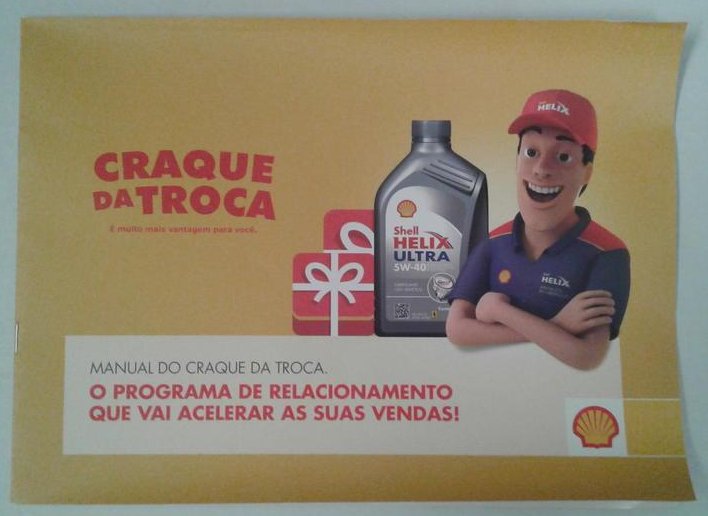 CRAQUE
DA TROCA
É muito mais vantagem para você.
HELIX
Shell
HELIX
ULTRA
5W-40
HELIX
MANUAL DO CRAQUE DA TROCA.
O PROGRAMA DE RELACIONAMENTO
QUE VAI ACELERAR AS SUAS VENDAS!